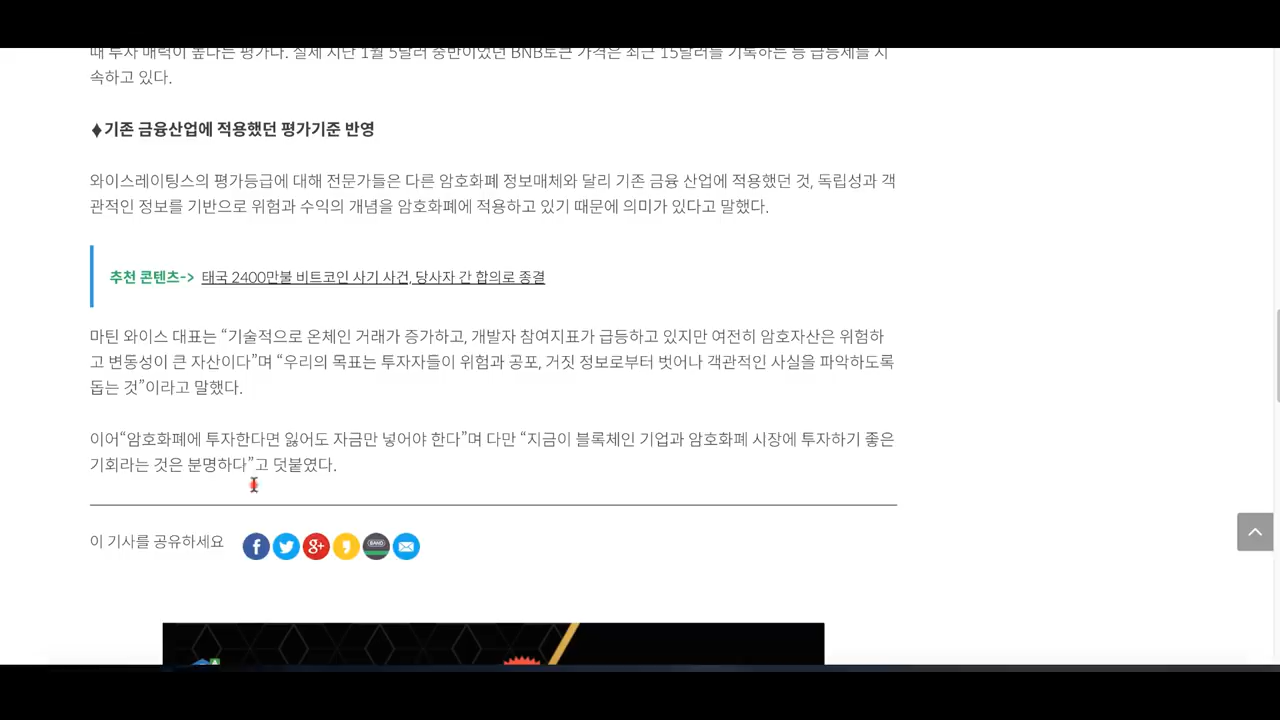 때 투자 매력이 높다는 평가다. 실제 지난 1월 5달러 중반이었던 BNB토큰 가격은 최근 15달러를 기록하는 등 급등세를 지
속하고 있다.
♦기존 금융산업에 적용했던 평가기준 반영
와이스레이팅스의 평가등급에 대해 전문가들은 다른 암호화폐 정보매체와 달리 기존 금융 산업에 적용했던 것, 독립성과 객
관적인 정보를 기반으로 위험과 수익의 개념을 암호화폐에 적용하고 있기 때문에 의미가 있다고 말했다.
추천 콘텐츠-> 태국 2400만불 비트코인 사기 사건, 당사자 간 합의로 종결
마틴 와이스 대표는 “기술적으로 온체인 거래가 증가하고, 개발자 참여지표가 급등하고 있지만 여전히 암호자산은 위험하
고 변동성이 큰 자산이다”며 “우리의 목표는 투자자들이 위험과 공포, 거짓 정보로부터 벗어나 객관적인 사실을 파악하도록
돕는 것”이라고 말했다.
이어“암호화폐에 투자한다면 잃어도 자금만 넣어야 한다”며 다만 “지금이 블록체인 기업과 암호화폐 시장에 투자하기 좋은
기회라는 것은 분명하다”고 덧붙였다.
이 기사를 공유하세요
BAND